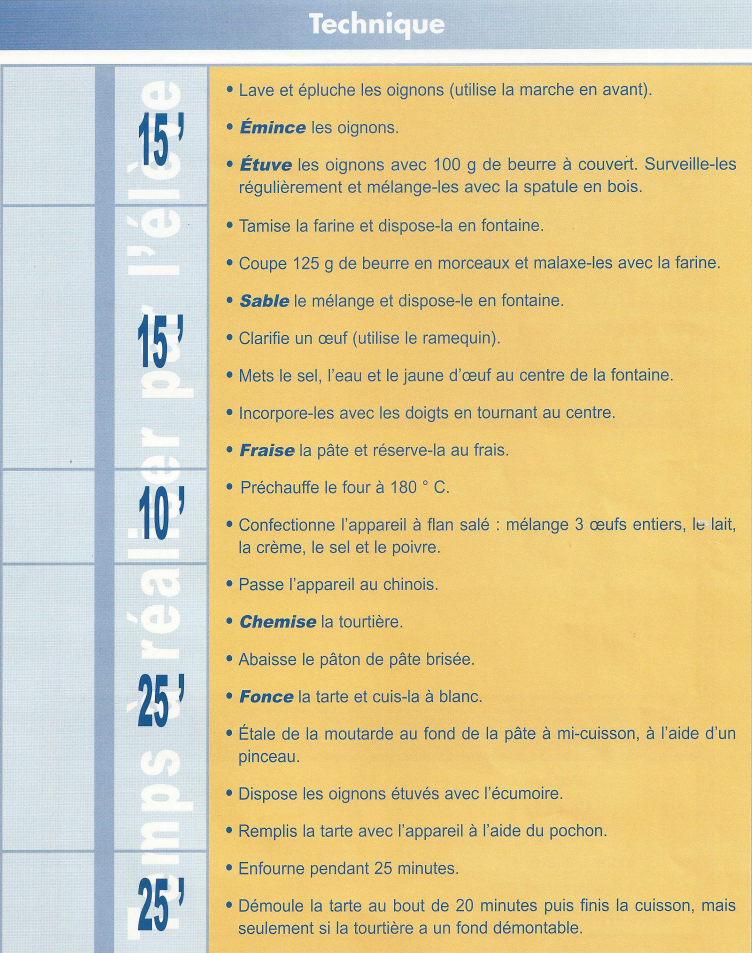 Technique
Temps à réaliser par l'élève
15'
• Lave et épluche les oignons (utilise la marche en avant).
• Émince les oignons.
• Étuve les oignons avec 100 g de beurre à couvert. Surveille-les
régulièrement et mélange-les avec la spatule en bois.
15'
• Tamise la farine et dispose-la en fontaine.
• Coupe 125 g de beurre en morceaux et malaxe-les avec la farine.
• Sable le mélange et dispose-le en fontaine.
• Clarifie un œuf (utilise le ramequin).
• Mets le sel, l'eau et le jaune d'œuf au centre de la fontaine.
• Incorpore-les avec les doigts en tournant au centre.
• Fraise la pâte et réserve-la au frais.
10'
• Préchauffe le four à 180 ° C.
• Confectionne l'appareil à flan salé : mélange 3 œufs entiers, le lait,
la crème, le sel et le poivre.
25'
• Passe l'appareil au chinois.
• Chemise la tourtière.
• Abaisse le pâton de pâte brisée.
• Fonce la tarte et cuis-la à blanc.
• Étale de la moutarde au fond de la pâte à mi-cuisson, à l'aide d'un
pinceau.
• Dispose les oignons étuvés avec l'écumoire.
• Remplis la tarte avec l'appareil à l'aide du pochon.
25'
• Enfourne pendant 25 minutes.
• Démoule la tarte au bout de 20 minutes puis finis la cuisson, mais
seulement si la tourtière a un fond démontable.